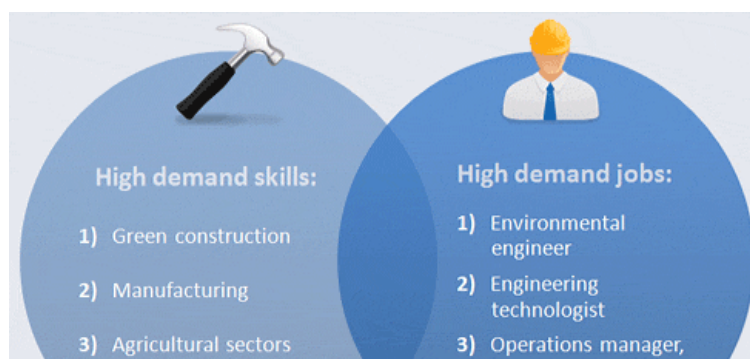 High demand skills:
1) Green construction
2) Manufacturing
3) Agricultural sectors
High demand jobs:
1) Environmental
engineer
2) Engineering
technologist
3) Operations manager,